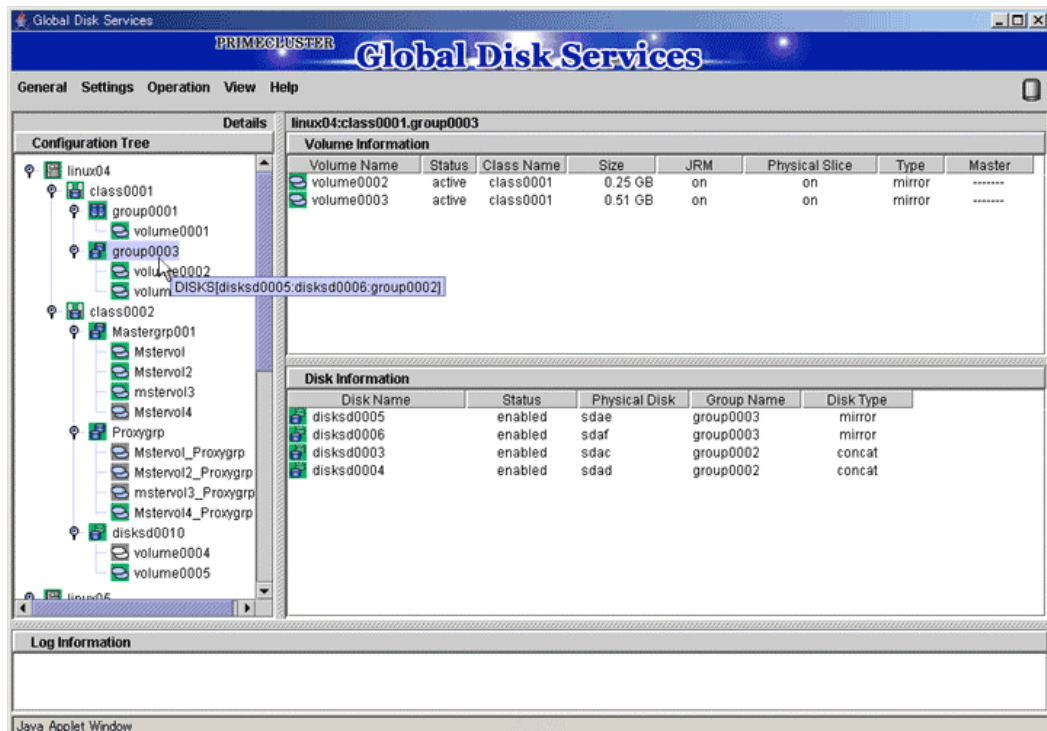 Global Disk Services
PRIMECLUSTER
Global Disk Services
General Settings Operation View Help
Details
Configuration Tree
linux04
class0001
group0001
volume0001
group0003
volume0002
volum
DISKS[disksd0005:disksd0006:group0002]
class0002
Mastergrp001
Mstervol
Mstervol2
mstervol3
Mstervol4
Proxygrp
Mstervol_Proxygrp
Mstervol2_Proxygrp
mstervol3_Proxygrp
Mstervol4_Proxygrp
disksd0010
volume0004
volume0005
linux04:class0001.group0003
Volume Information
Volume Name Status Class Name Size JRM Physical Slice Type Master
volume0002 active class0001 0.25 GB on on mirror -------
volume0003 active class0001 0.51 GB on on mirror -------
Disk Information
Disk Name Status Physical Disk Group Name Disk Type
disksd0005 enabled sdae group0003 mirror
disksd0006 enabled sdaf group0003 mirror
disksd0003 enabled sdac group0002 concat
disksd0004 enabled sdad group0002 concat
Log Information
Java Applet Window